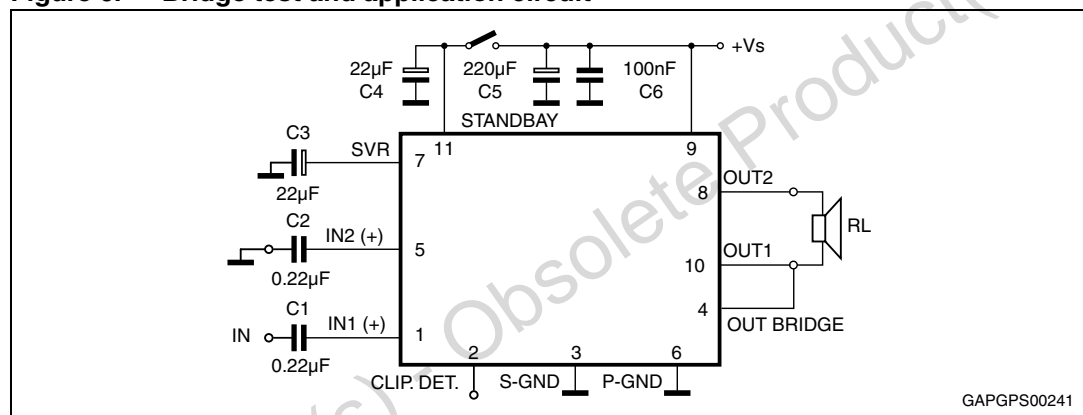 Figure 3. Bridge test and application circuit
+Vs
22µF
C4
220µF
C5
100nF
C6
STANDBAY
C3
SVR
7
11
9
22µF
8
OUT2
C2
IN2 (+)
5
RL
0.22µF
10
OUT1
C1
4
OUT BRIDGE
IN
IN1 (+)
1
0.22µF
2
3
6
CLIP. DET.
S-GND
P-GND
GAPGPS00241
(s) - Obsolete Product(